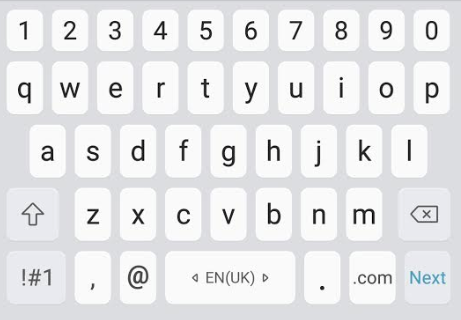 1 2 3 4 5 6 7 8 9 0
q w e r t y u i o p
a s d f g h j k l
z x c v b n m
!#1 , @ EN(UK) . .com Next